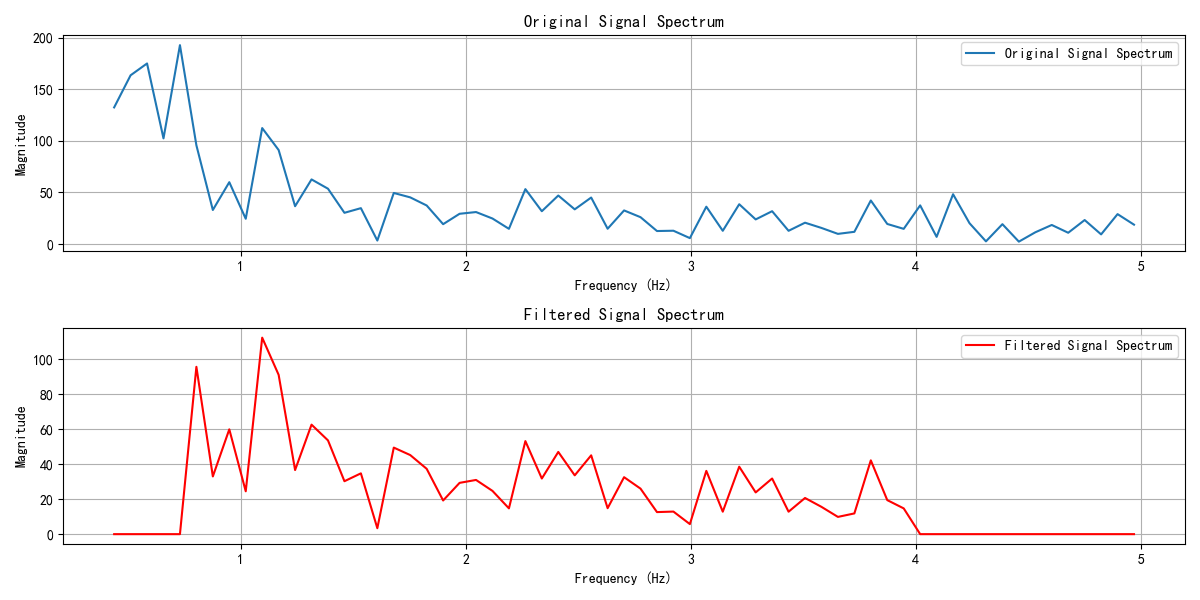 Original Signal Spectrum
Original Signal Spectrum
200
150
100
50
0
Magnitude
1 2 3 4 5
Frequency (Hz)
Filtered Signal Spectrum
Filtered Signal Spectrum
100
80
60
40
20
0
Magnitude
1 2 3 4 5
Frequency (Hz)